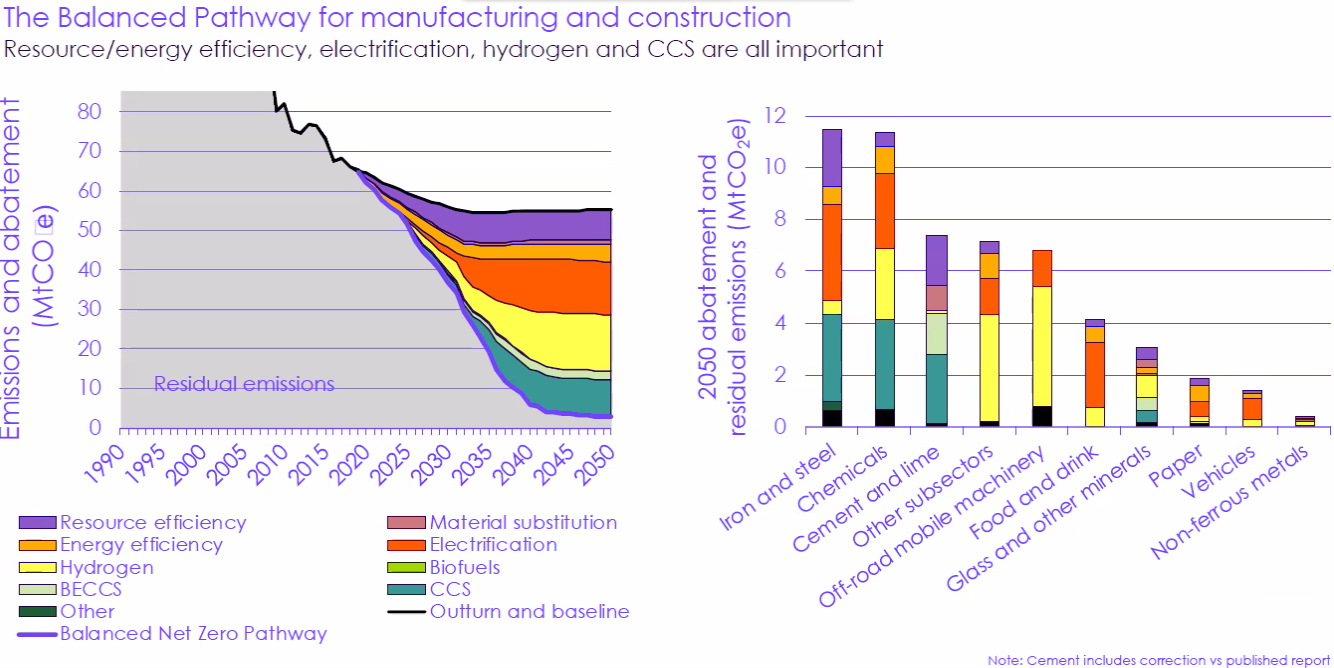 The Balanced Pathway for manufacturing and construction
Resource/energy efficiency, electrification, hydrogen and CCS are all important
Emissions and abatement
(MtCO□e)
80
70
60
50
40
30
20
10
0
Residual emissions
1990
1995
2000
2005
2010
2015
2020
2025
2030
2035
2040
2045
2050
Resource efficiency
Material substitution
Energy efficiency
Electrification
Hydrogen
Biofuels
BECCS
CCS
Other
Outturn and baseline
Balanced Net Zero Pathway
2050 abatement and
residual emissions (MtCO₂e)
12
10
8
6
4
2
0
Iron and steel
Chemicals
Cement and lime
Other subsectors
Off-road mobile machinery
Food and drink
Glass and other minerals
Paper
Vehicles
Non-ferrous metals
Note: Cement includes correction vs published report